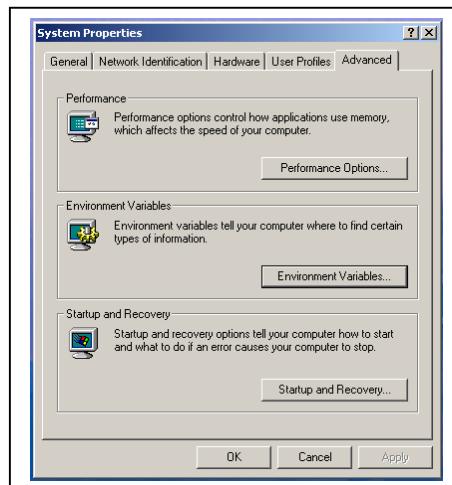 System Properties
? X
General Network Identification Hardware User Profiles Advanced
Performance
Performance options control how applications use memory,
which affects the speed of your computer.
Performance Options...
Environment Variables
Environment variables tell your computer where to find certain
types of information.
Environment Variables...
Startup and Recovery
Startup and recovery options tell your computer how to start
and what to do if an error causes your computer to stop.
Startup and Recovery...
OK Cancel Apply